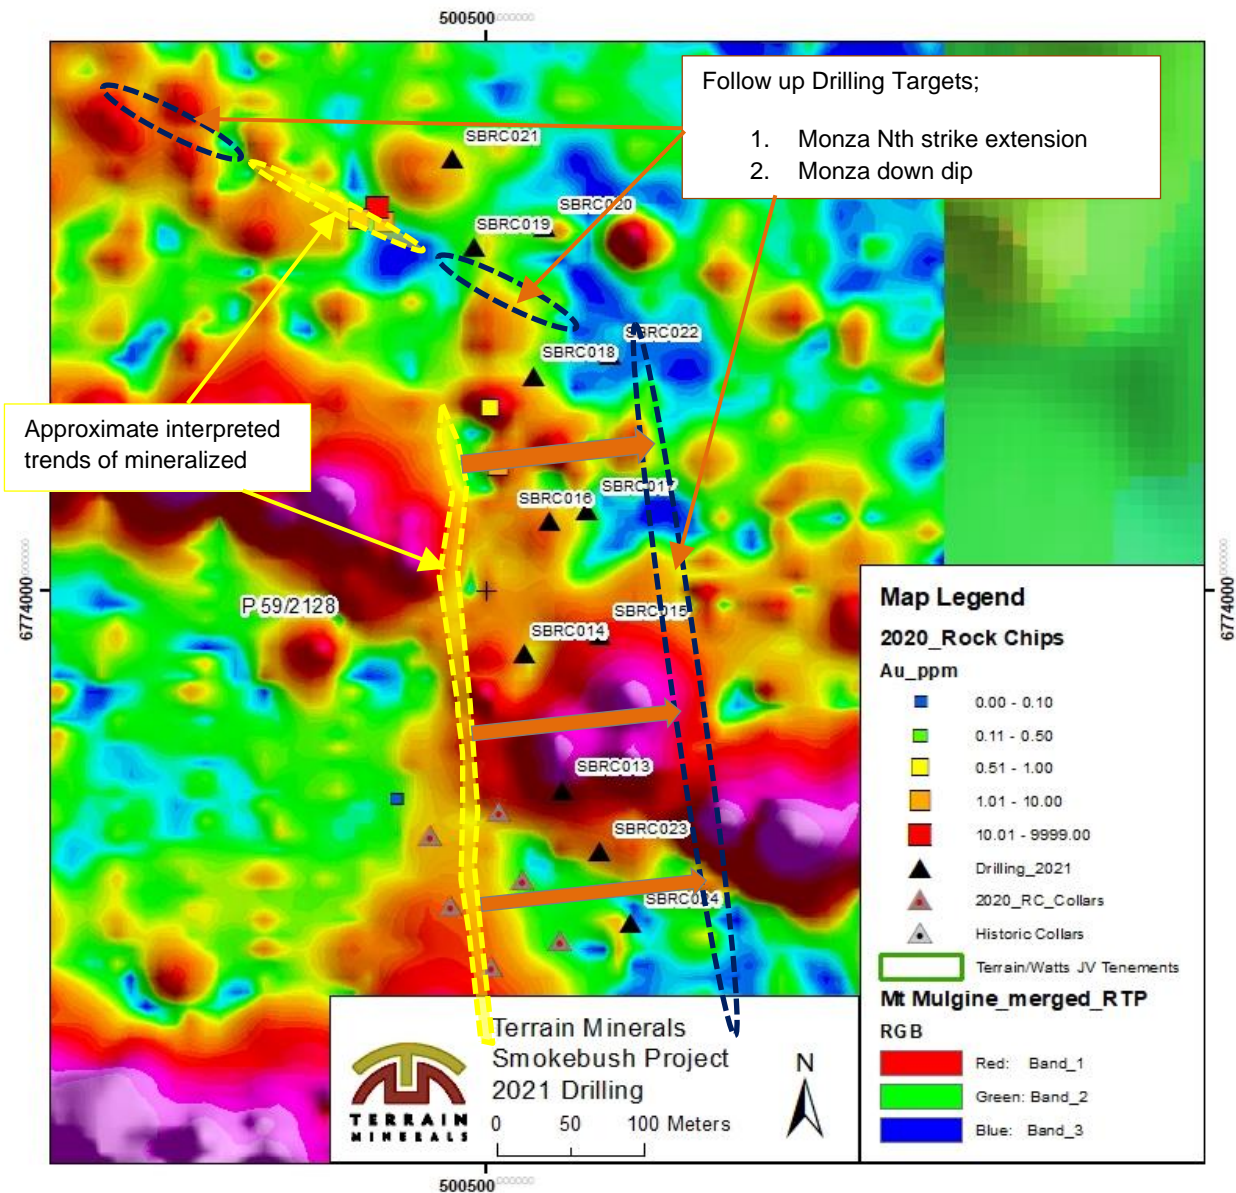 500500
Follow up Drilling Targets;
1. Monza Nth strike extension
2. Monza down dip
SBRC021
SBRC020
SBRC019
SBRC022
SBRC018
Approximate interpreted
trends of mineralized
SBRC017
SBRC016
6774000
6774000
P 59/2128
SBRC015
SBRC014
SBRC013
SBRC023
SBRC024
Map Legend
2020_Rock Chips
Au_ppm
0.00 - 0.10
0.11 - 0.50
0.51 - 1.00
1.01 - 10.00
10.01 - 9999.00
Drilling_2021
2020_RC_Collars
Historic Collars
Terrain/Watts JV Tenements
Mt Mulgine_merged_RTP
RGB
Red: Band_1
Green: Band_2
Blue: Band_3
TERRAIN
MINERALS
Terrain Minerals
Smokebush Project
2021 Drilling
0 50 100 Meters
N
500500